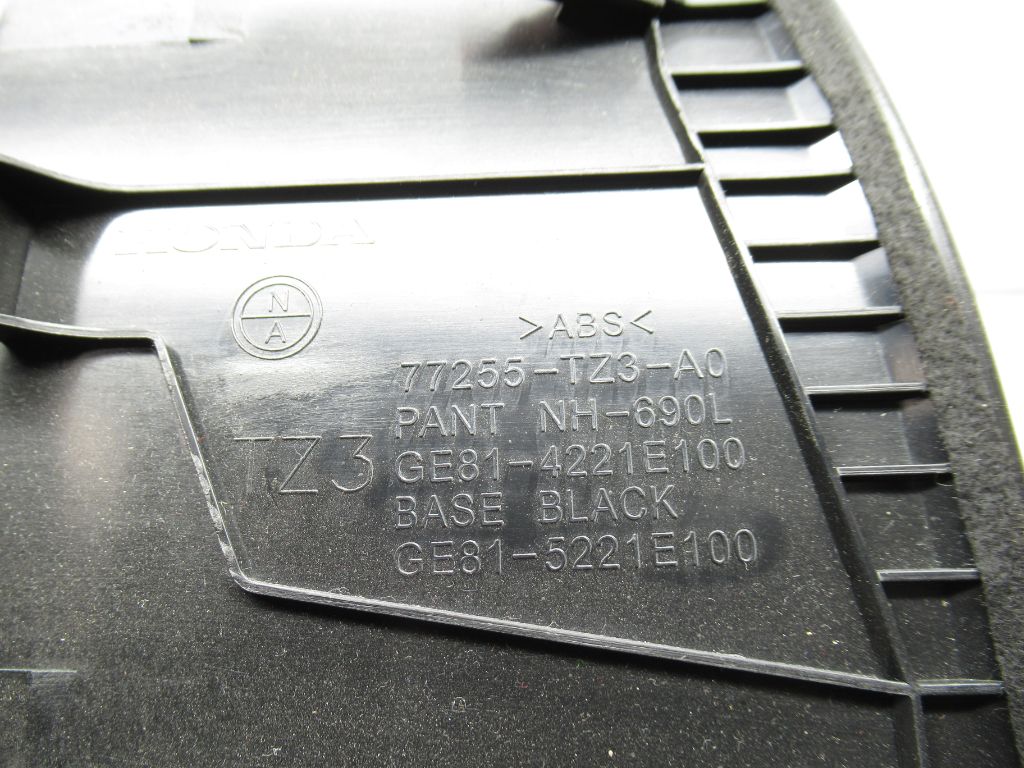 HONDA
N
A
>ABS<
77255-TZ3-A0
PANT NH-690L
TZ3
GE81-4221E100
BASE BLACK
GE81-5221E100